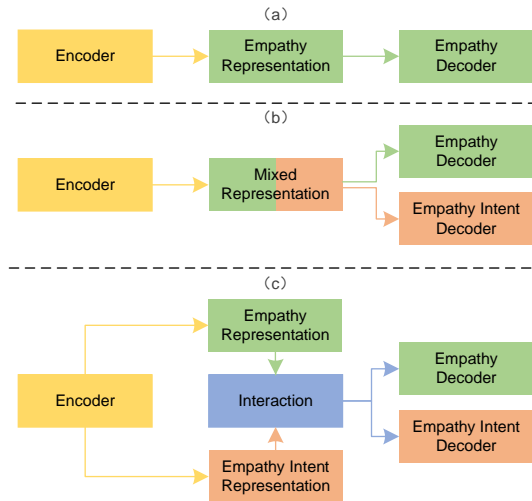 (a)
Encoder
Empathy
Representation
Empathy
Decoder
(b)
Encoder
Mixed
Representation
Empathy
Decoder
Empathy Intent
Decoder
(c)
Encoder
Empathy
Representation
Interaction
Empathy Intent
Representation
Empathy
Decoder
Empathy Intent
Decoder